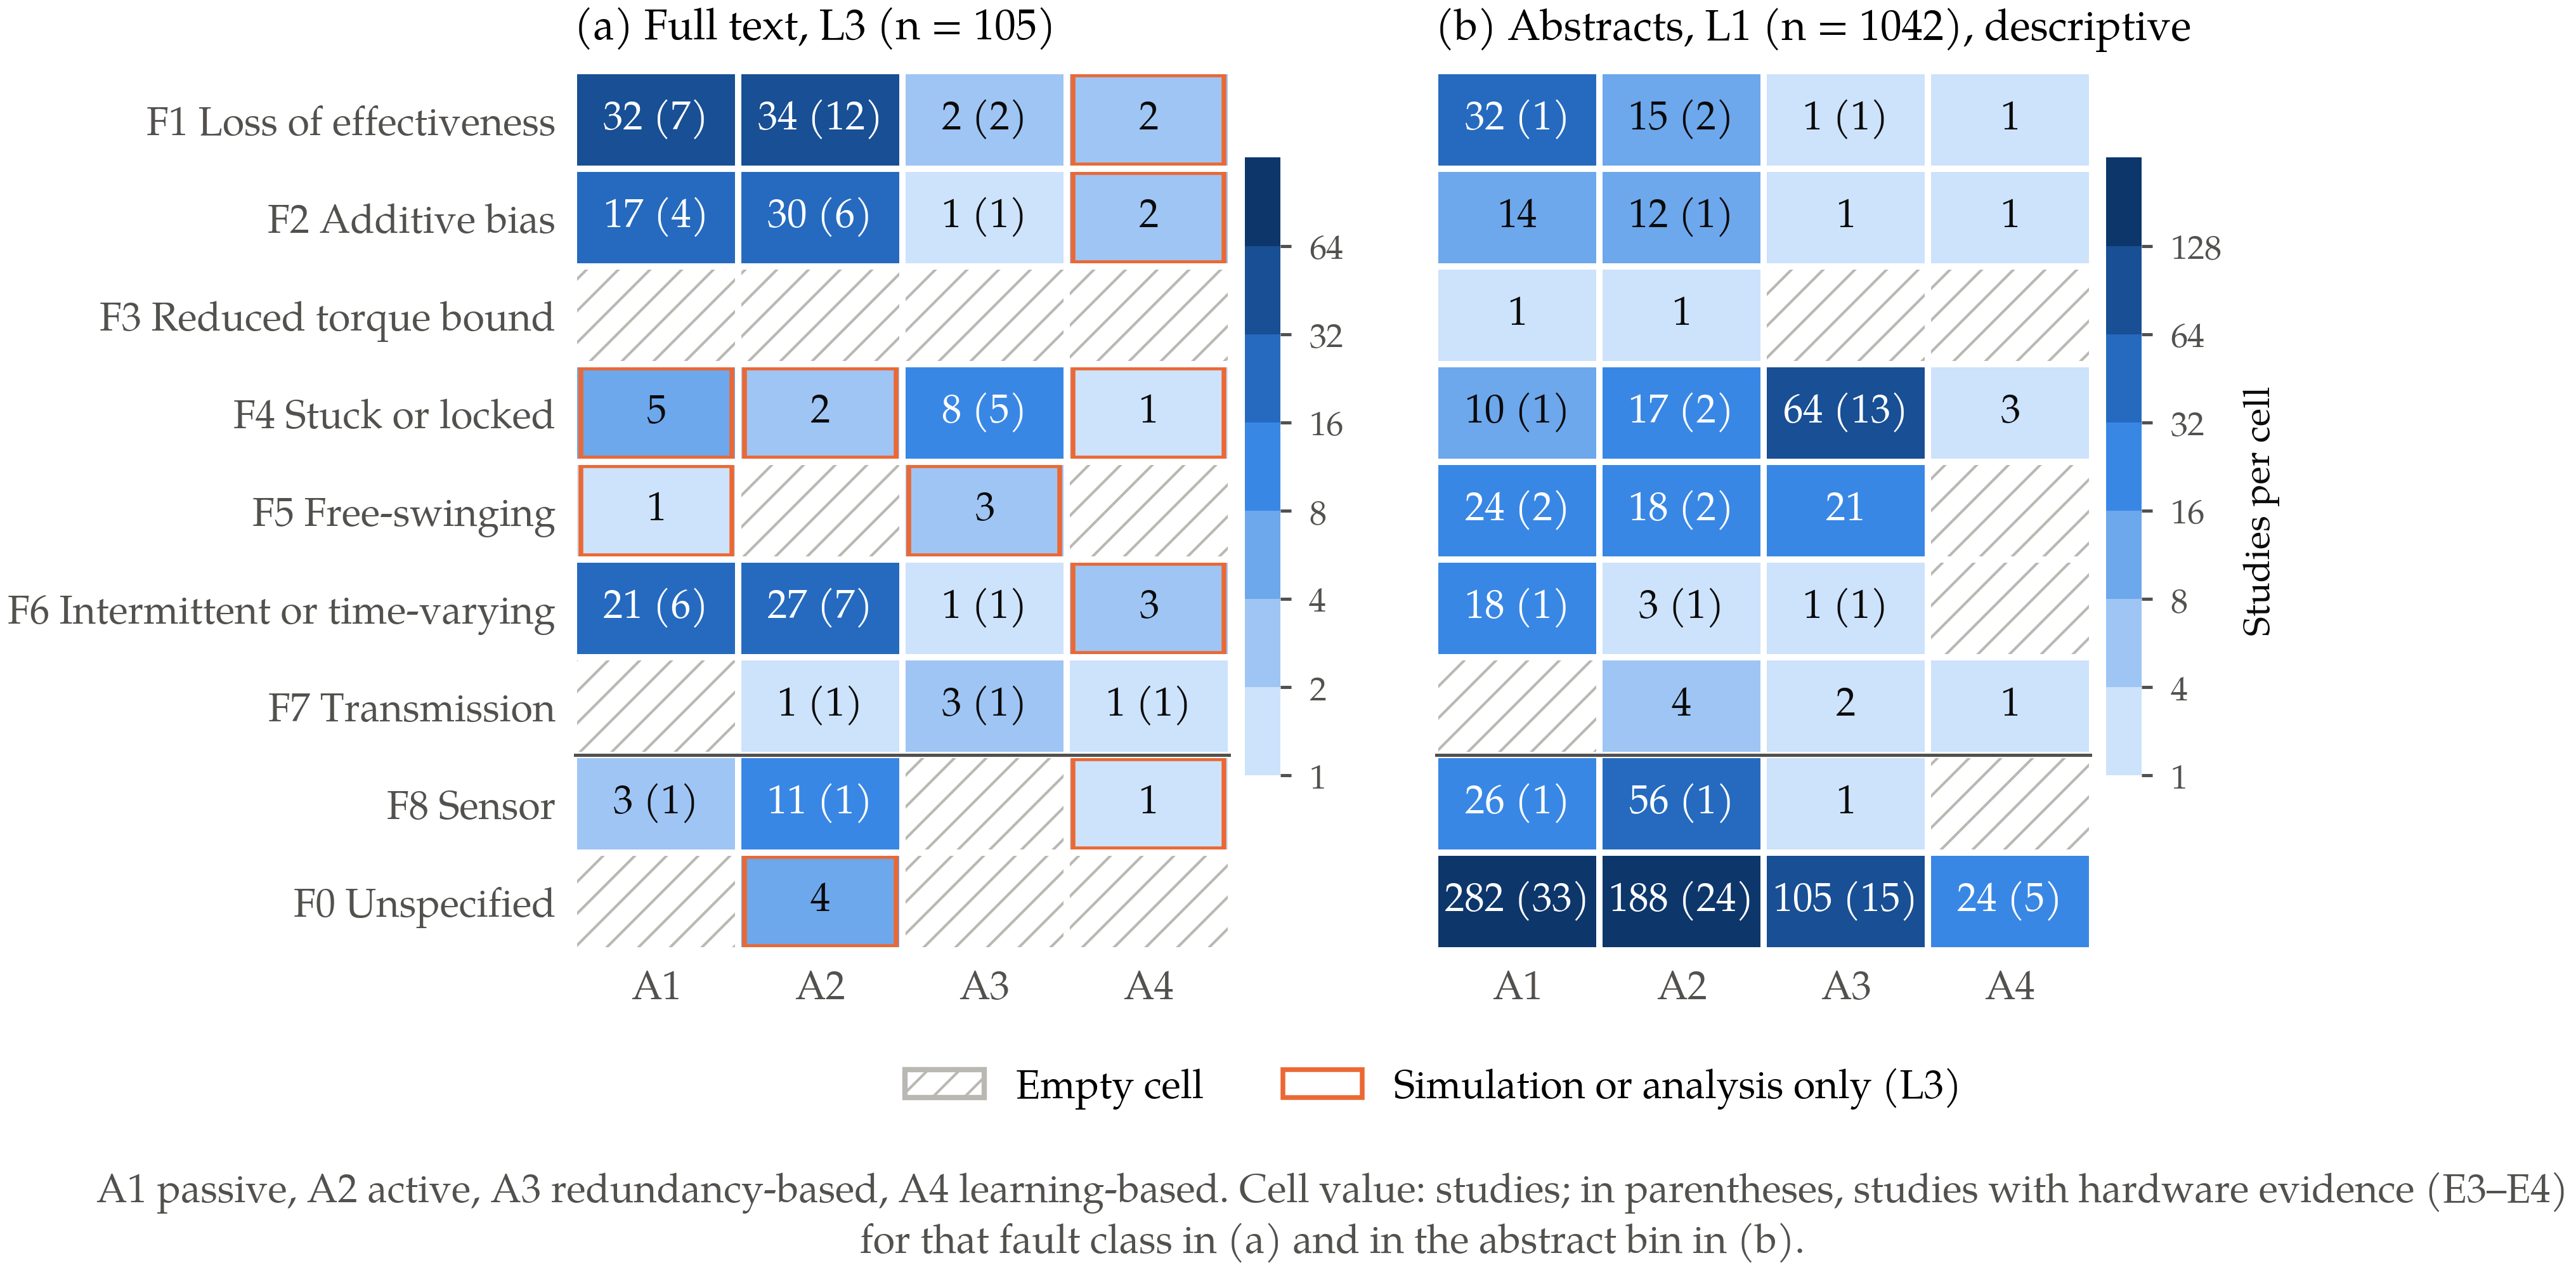 (a) Full text, L3 (n = 105)
(b) Abstracts, L1 (n = 1042), descriptive
F1 Loss of effectiveness 32 (7) 34 (12) 2 (2) 2 32 (1) 15 (2) 1 (1) 1
F2 Additive bias 17 (4) 30 (6) 1 (1) 2 14 12 (1) 1 1
F3 Reduced torque bound 1 1
F4 Stuck or locked 5 2 8 (5) 1 10 (1) 17 (2) 64 (13) 3
F5 Free-swinging 1 3 24 (2) 18 (2) 21
F6 Intermittent or time-varying 21 (6) 27 (7) 1 (1) 3 18 (1) 3 (1) 1 (1)
F7 Transmission 1 (1) 3 (1) 1 (1) 4 2 1
F8 Sensor 3 (1) 11 (1) 1 26 (1) 56 (1) 1
F0 Unspecified 4 282 (33) 188 (24) 105 (15) 24 (5)
A1 A2 A3 A4 A1 A2 A3 A4
64
32
16
8
4
2
1
128
64
32
16
8
4
1
Studies per cell
Empty cell
Simulation or analysis only (L3)
A1 passive, A2 active, A3 redundancy-based, A4 learning-based. Cell value: studies; in parentheses, studies with hardware evidence (E3–E4)
for that fault class in (a) and in the abstract bin in (b).